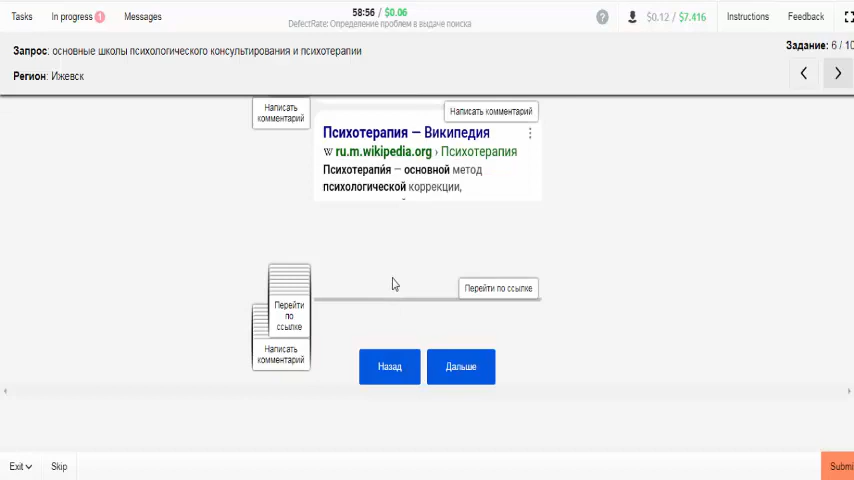 Tasks In progress 1 Messages 58:56 / $0.06 $0.12 / $7.416 Instructions Feedback
DefectRate: Определение проблем в выдаче поиска
Запрос: основные школы психологического консультирования и психотерапии
Задание: 6 / 10
Регион: Ижевск
Написать
комментарий
Написать комментарий
Психотерапия — Википедия
W ru.m.wikipedia.org › Психотерапия
Психотерапи́я — основной метод
психологической коррекции,
Перейти
по
ссылке
Перейти по ссылке
Написать
комментарий
Назад Дальше
Exit Skip Submi